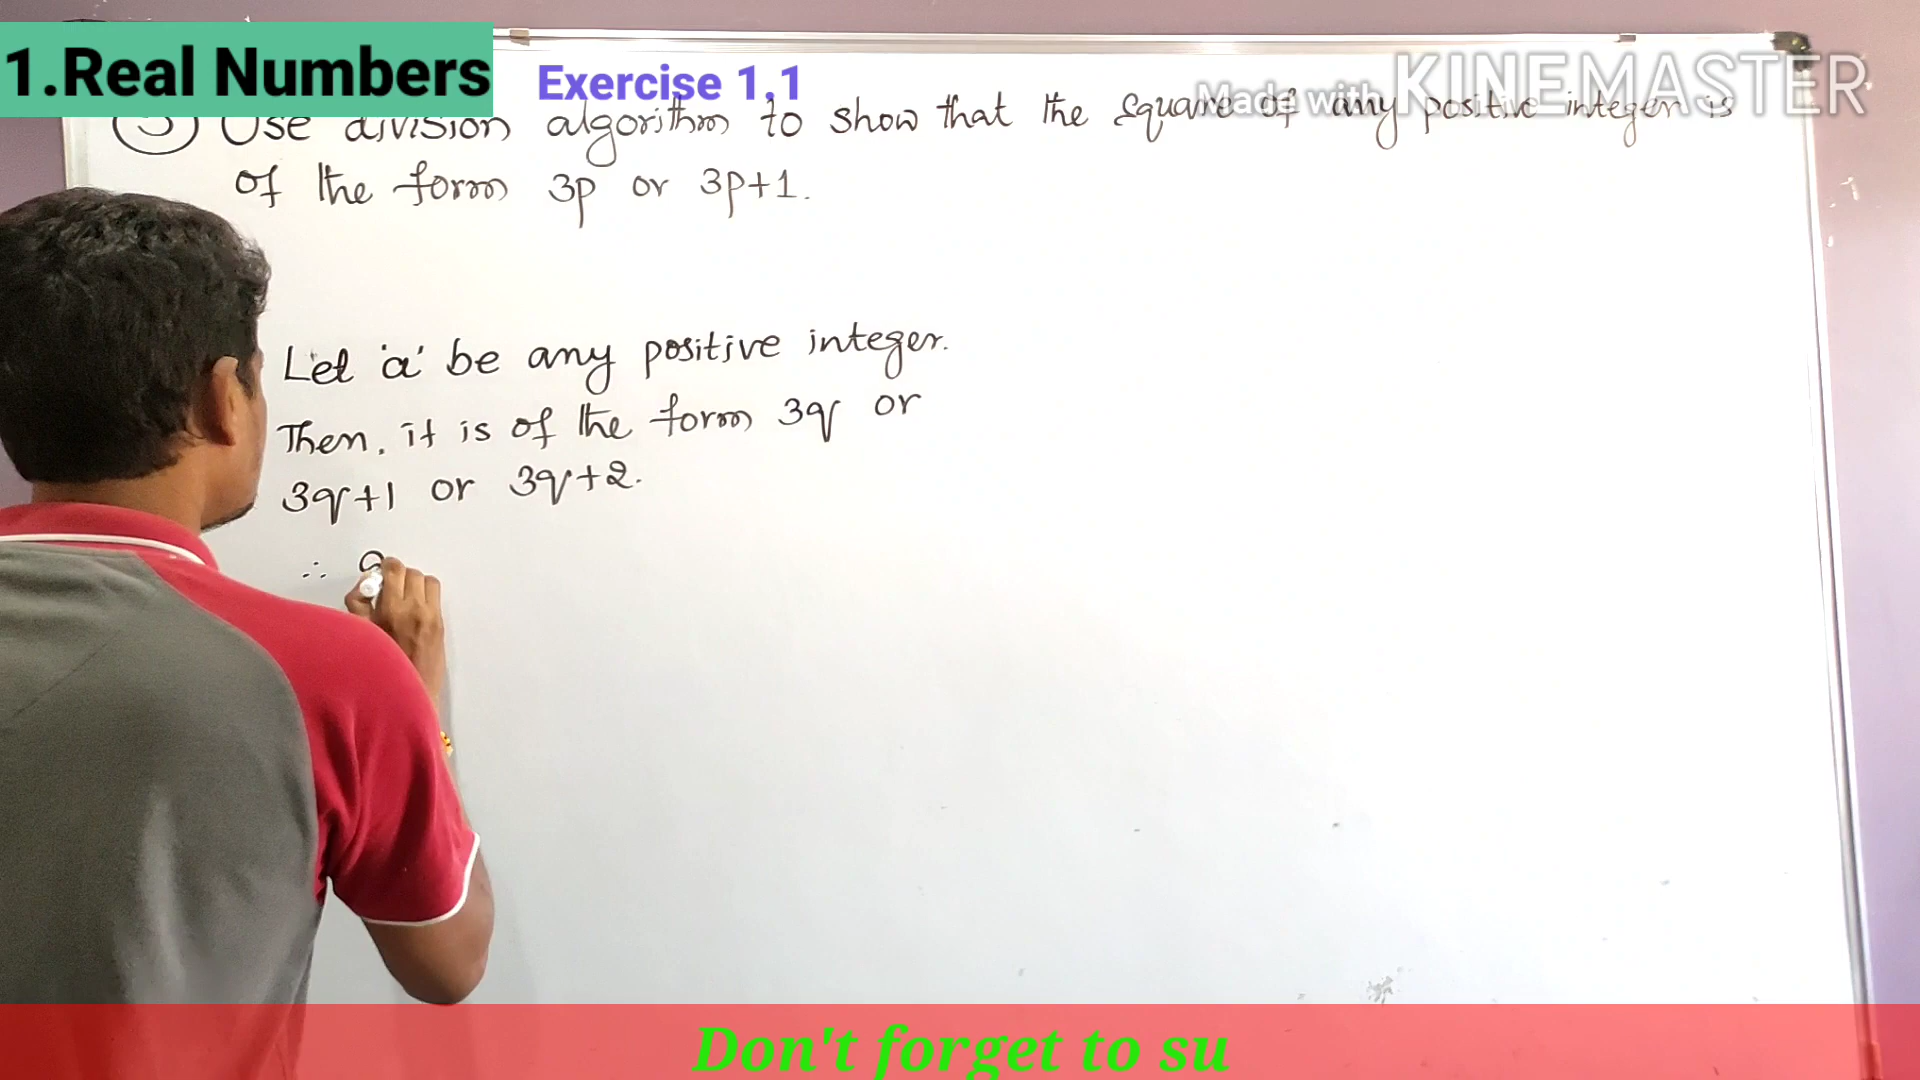 1.Real Numbers
Exercise 1.1
Made with KINEMASTER
3 Use division algorithm to show that the square of any positive integer is
of the form 3p or 3p+1.
Let 'a' be any positive integer.
Then, it is of the form 3q or
3q+1 or 3q+2.
∴
Don't forget to su